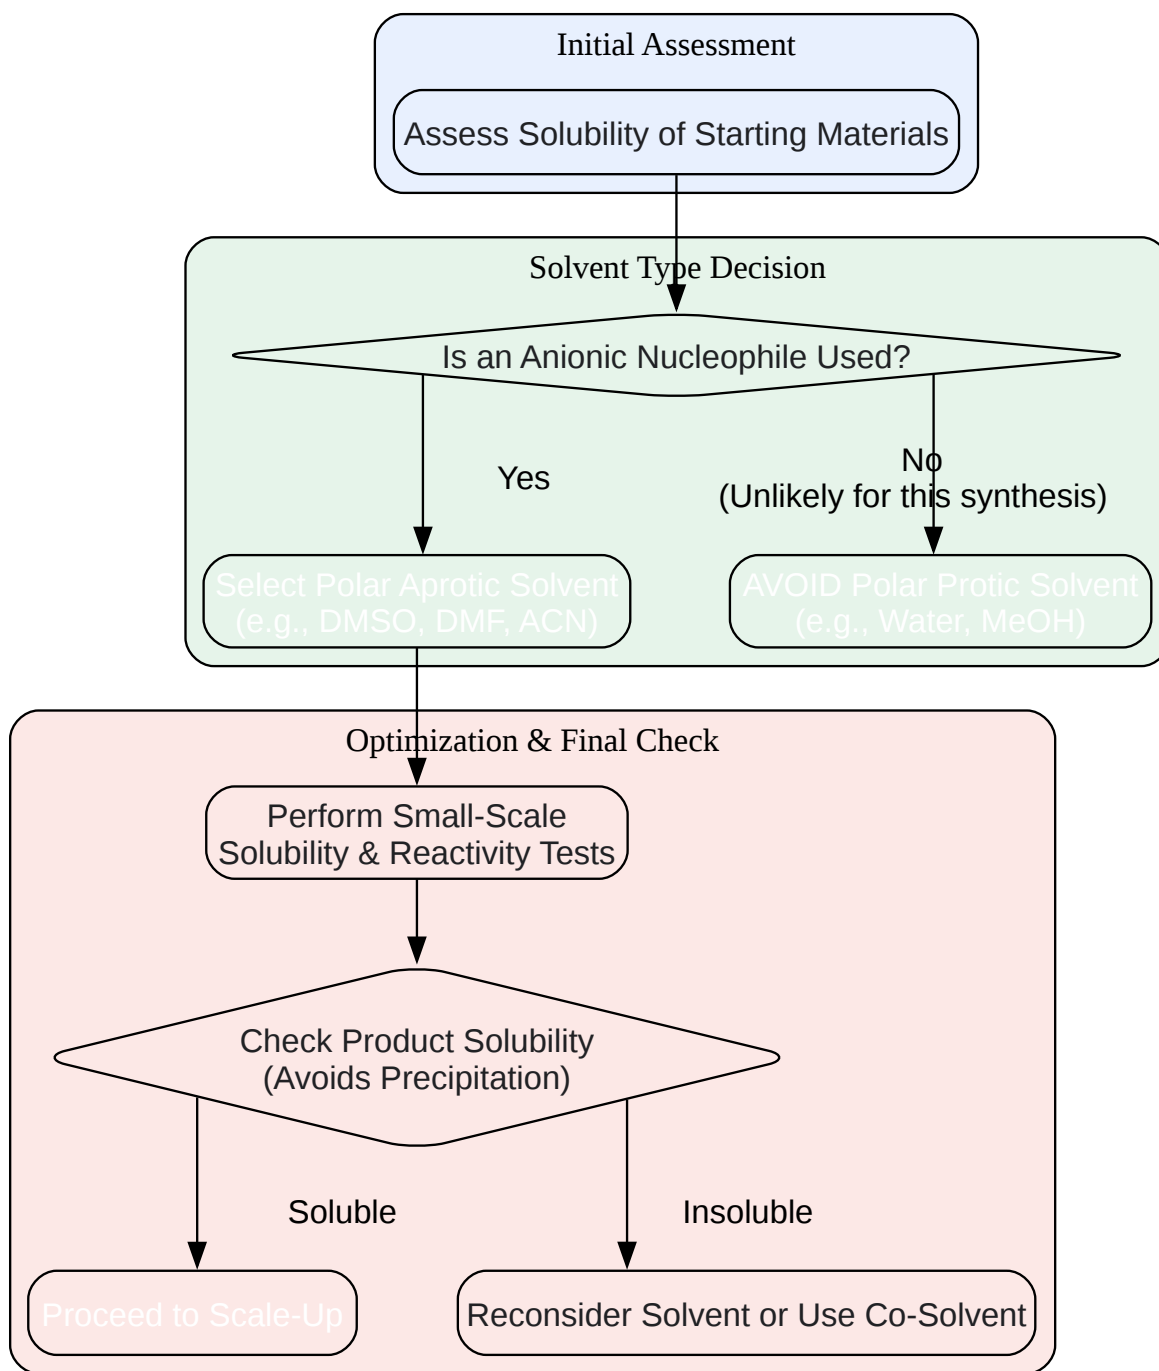 Initial Assessment
Assess Solubility of Starting Materials
Solvent Type Decision
Is an Anionic Nucleophile Used?
Yes
No
(Unlikely for this synthesis)
Select Polar Aprotic Solvent
(e.g., DMSO, DMF, ACN)
AVOID Polar Protic Solvent
(e.g., Water, MeOH)
Optimization & Final Check
Perform Small-Scale
Solubility & Reactivity Tests
Check Product Solubility
(Avoids Precipitation)
Soluble
Insoluble
Proceed to Scale-Up
Reconsider Solvent or Use Co-Solvent